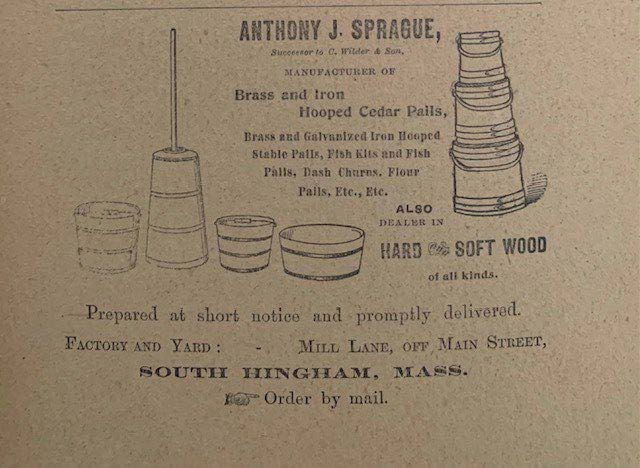 ANTHONY J. SPRAGUE,
Successor to C. Wilder & Son,
MANUFACTURER OF
Brass and Iron
Hooped Cedar Pails,
Brass and Galvanized Iron Hooped
Stable Pails, Fish Kits and Fish
Pails, Dash Churns, Flour
Pails, Etc., Etc.
ALSO
DEALER IN
HARD and SOFT WOOD
of all kinds.
Prepared at short notice and promptly delivered.
FACTORY AND YARD: - MILL LANE, OFF MAIN STREET,
SOUTH HINGHAM, MASS.
Order by mail.